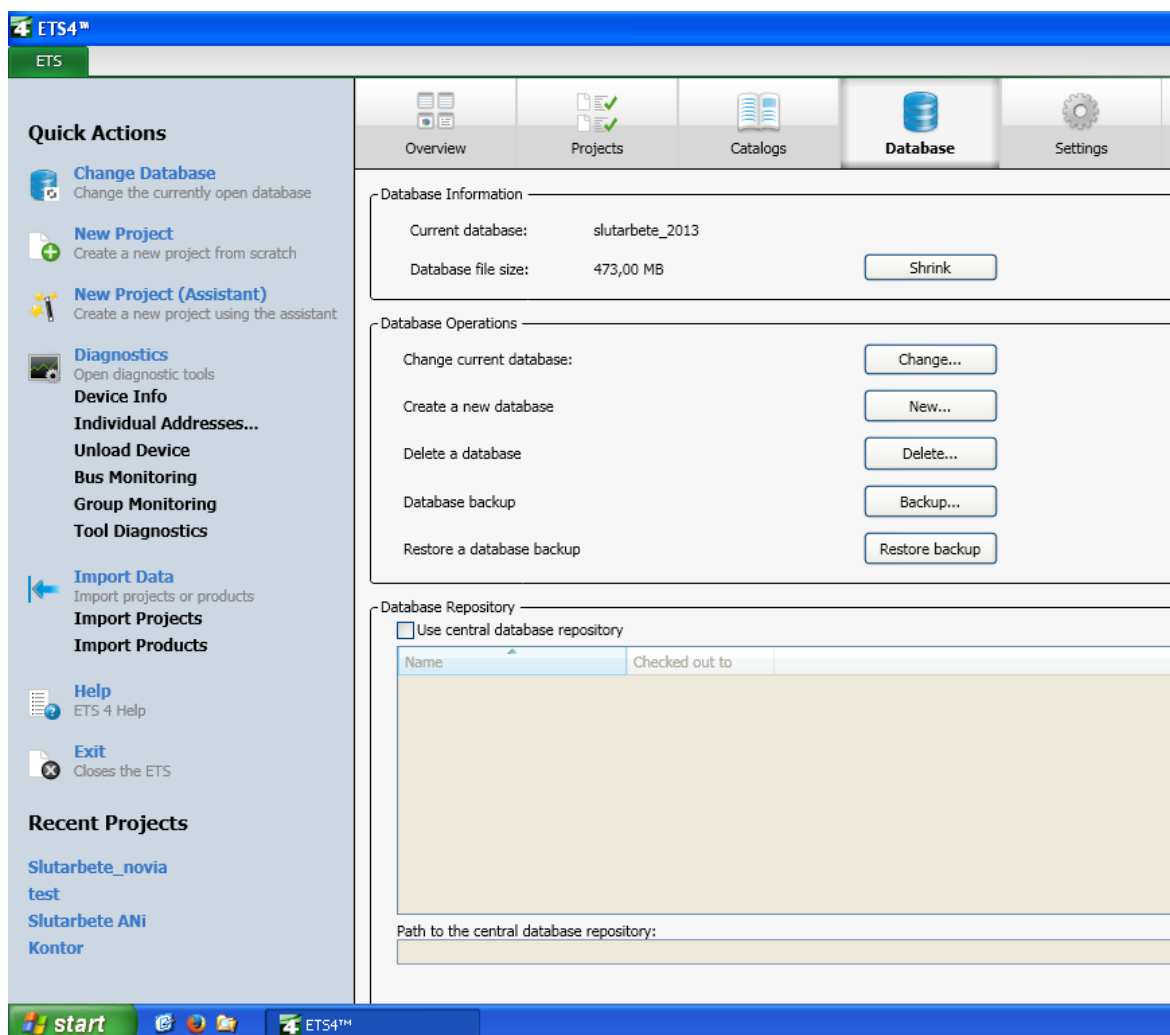 ETS4™
ETS
Quick Actions
Change Database
Change the currently open database
New Project
Create a new project from scratch
New Project (Assistant)
Create a new project using the assistant
Diagnostics
Open diagnostic tools
Device Info
Individual Addresses...
Unload Device
Bus Monitoring
Group Monitoring
Tool Diagnostics
Import Data
Import projects or products
Import Projects
Import Products
Help
ETS 4 Help
Exit
Closes the ETS
Recent Projects
Slutarbete_novia
test
Slutarbete ANi
Kontor
Overview Projects Catalogs Database Settings
Database Information
Current database: slutarbete_2013
Database file size: 473,00 MB Shrink
Database Operations
Change current database: Change...
Create a new database New...
Delete a database Delete...
Database backup Backup...
Restore a database backup Restore backup
Database Repository
Use central database repository
Name Checked out to
Path to the central database repository:
start ETS4™